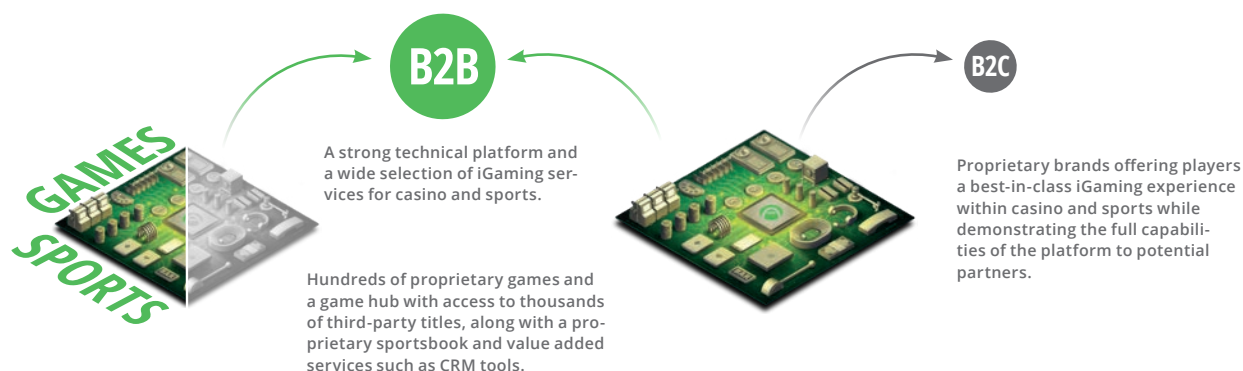 B2B
B2C
GAMES
SPORTS
A strong technical platform and
a wide selection of iGaming ser-
vices for casino and sports.
Hundreds of proprietary games and
a game hub with access to thousands
of third-party titles, along with a pro-
prietary sportsbook and value added
services such as CRM tools.
Proprietary brands offering players
a best-in-class iGaming experience
within casino and sports while
demonstrating the full capabili-
ties of the platform to potential
partners.